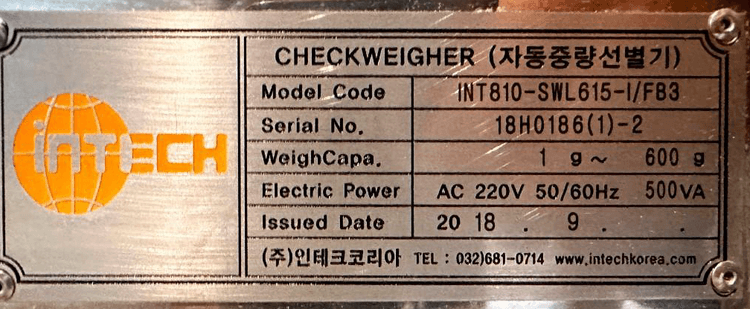 INTECH
CHECKWEIGHER (자동중량선별기)
Model Code INT810-SWL615-I/FB3
Serial No. 18H0186(1)-2
WeighCapa. 1 g ~ 600 g
Electric Power AC 220V 50/60Hz 500VA
Issued Date 20 18 . 9 . .
(주)인테크코리아 TEL : 032)681-0714 www.intechkorea.com